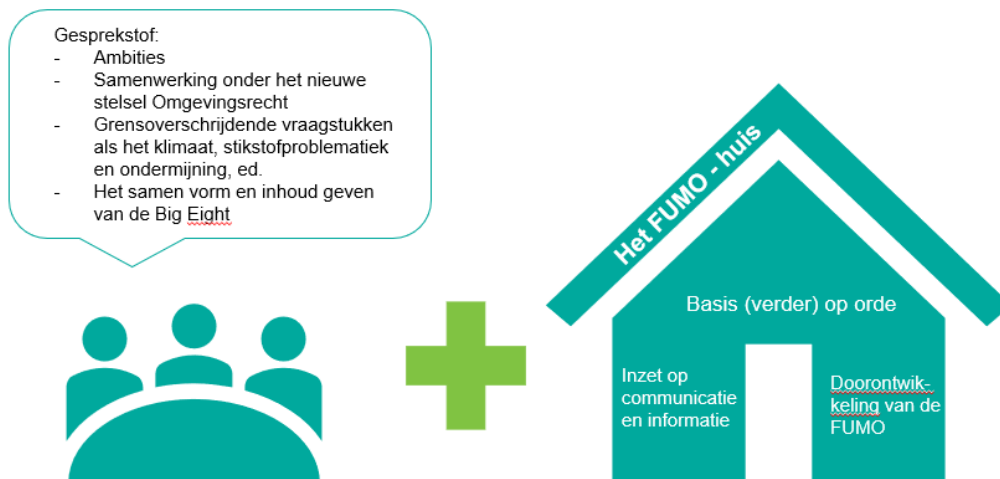 Gesprekstof:
- Ambities
- Samenwerking onder het nieuwe
stelsel Omgevingsrecht
- Grensoverschrijdende vraagstukken
als het klimaat, stikstofproblematiek
en ondermijning, ed.
- Het samen vorm en inhoud geven
van de Big Eight
Het FUMO - huis
Basis (verder) op orde
Inzet op
communicatie
en informatie
Doorontwik-
keling van de
FUMO